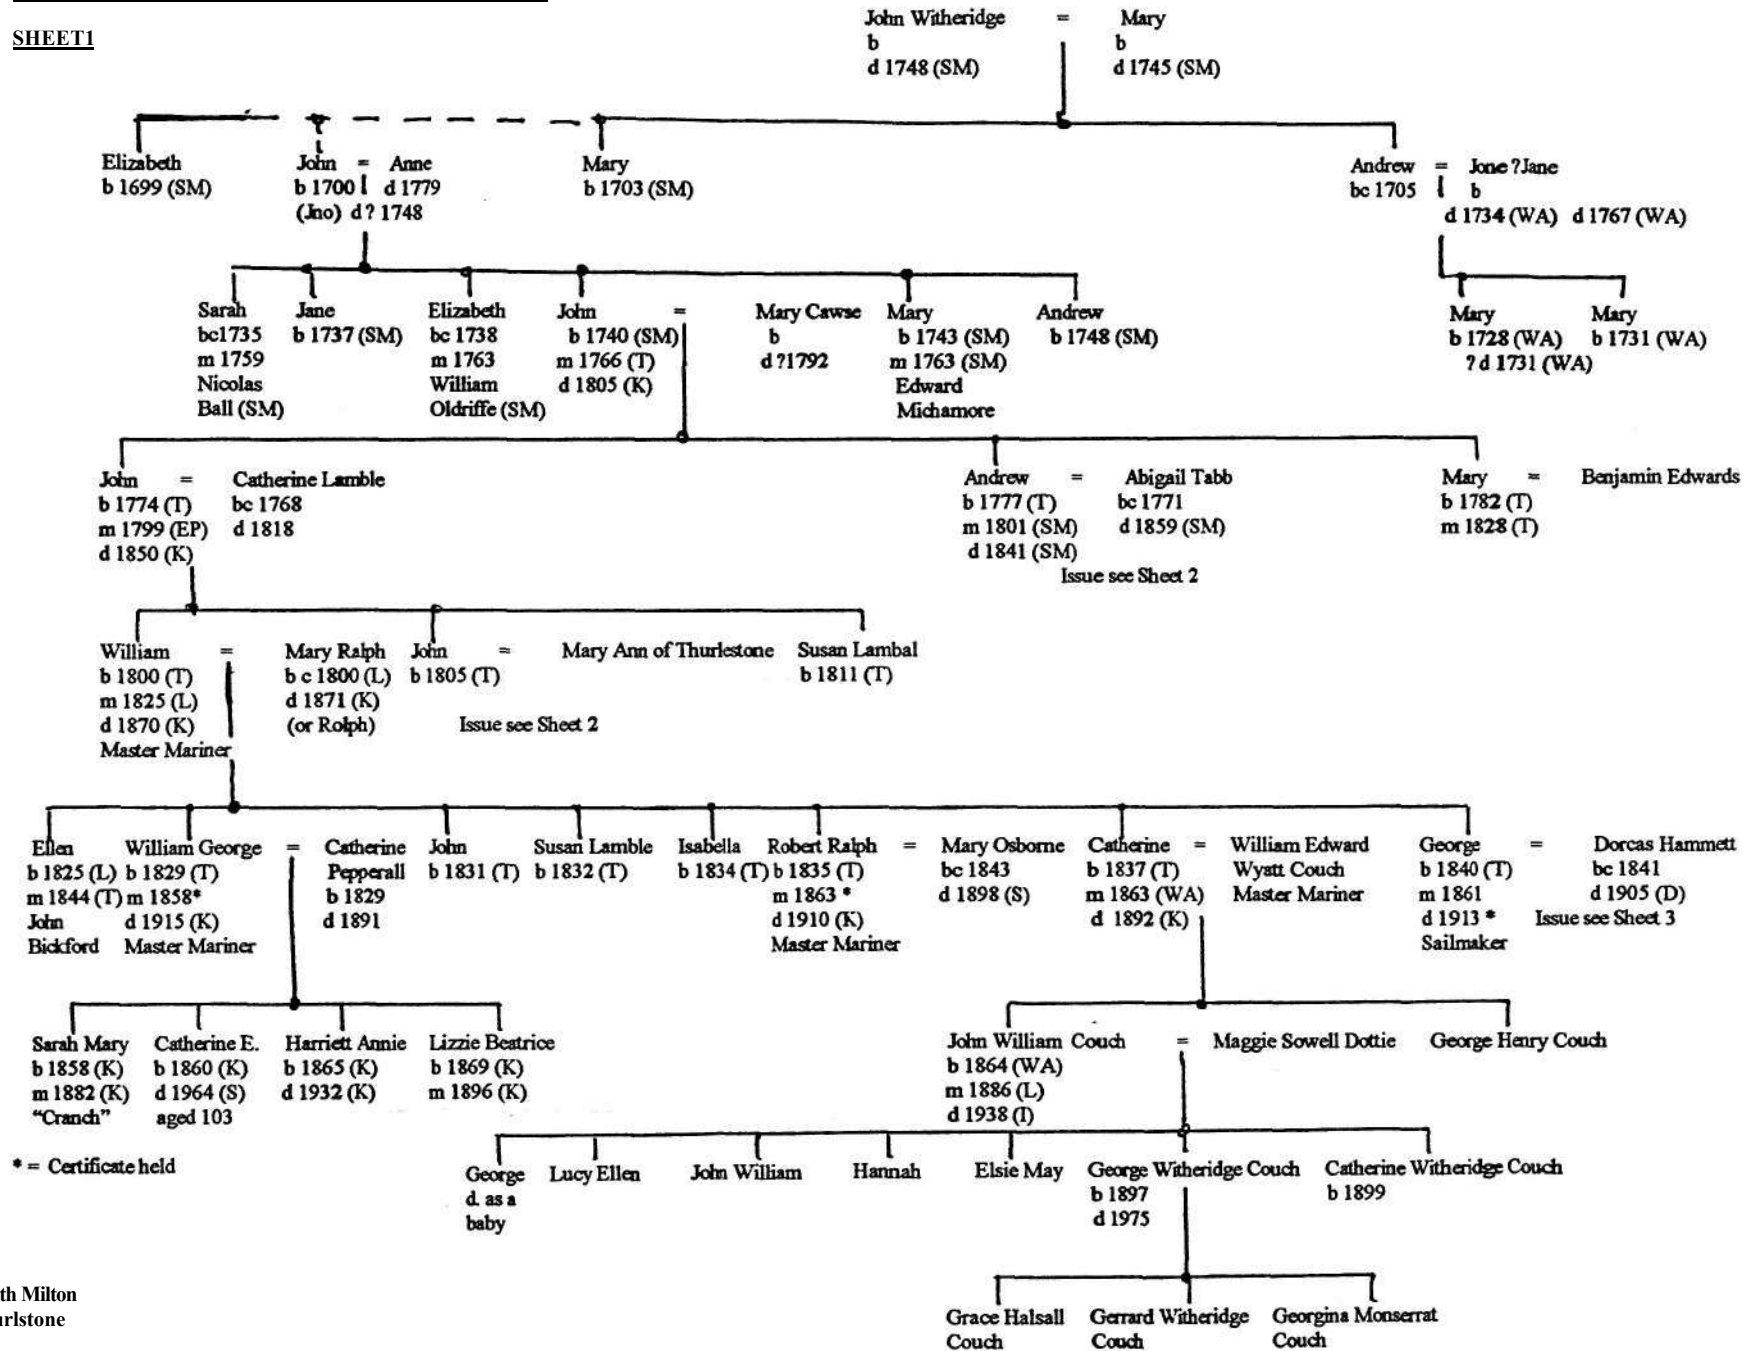 SHEET1
John Witheridge = Mary
b b
d 1748 (SM) d 1745 (SM)
Elizabeth John = Anne Mary Andrew = Jone ?Jane
b 1699 (SM) b 1700 d 1779 b 1703 (SM) bc 1705 b
(Jno) d? 1748 d 1734 (WA) d 1767 (WA)
Sarah Jane Elizabeth John = Mary Cawse Mary Andrew Mary Mary
bc1735 b 1737 (SM) bc 1738 b 1740 (SM) b b 1743 (SM) b 1748 (SM) b 1728 (WA) b 1731 (WA)
m 1759 m 1763 m 1766 (T) d ?1792 m 1763 (SM) ?d 1731 (WA)
Nicolas William d 1805 (K) Edward
Ball (SM) Oldriffe (SM) Michamore
John = Catherine Lamble Andrew = Abigail Tabb Mary = Benjamin Edwards
b 1774 (T) bc 1768 b 1777 (T) bc 1771 b 1782 (T)
m 1799 (EP) d 1818 m 1801 (SM) d 1859 (SM) m 1828 (T)
d 1850 (K) d 1841 (SM)
Issue see Sheet 2
William = Mary Ralph John = Mary Ann of Thurlestone Susan Lambal
b 1800 (T) b c 1800 (L) b 1805 (T) b 1811 (T)
m 1825 (L) d 1871 (K)
d 1870 (K) (or Rolph) Issue see Sheet 2
Master Mariner
Ellen William George = Catherine John Susan Lamble Isabella Robert Ralph = Mary Osborne Catherine = William Edward George = Dorcas Hammett
b 1825 (L) b 1829 (T) Pepperall b 1831 (T) b 1832 (T) b 1834 (T) b 1835 (T) bc 1843 b 1837 (T) Wyatt Couch b 1840 (T) bc 1841
m 1844 (T) m 1858* b 1829 m 1863 * d 1898 (S) m 1863 (WA) Master Mariner m 1861 d 1905 (D)
John d 1915 (K) d 1891 d 1910 (K) d 1892 (K) d 1913 * Issue see Sheet 3
Bickford Master Mariner Master Mariner Sailmaker
Sarah Mary Catherine E. Harriett Annie Lizzie Beatrice John William Couch = Maggie Sowell Dottie George Henry Couch
b 1858 (K) b 1860 (K) b 1865 (K) b 1869 (K) b 1864 (WA)
m 1882 (K) d 1964 (S) d 1932 (K) m 1896 (K) m 1886 (L)
"Cranch" aged 103 d 1938 (I)
* = Certificate held
George Lucy Ellen John William Hannah Elsie May George Witheridge Couch Catherine Witheridge Couch
d. as a b 1897 b 1899
baby d 1975
th Milton
urlstone
Grace Halsall Gerrard Witheridge Georgina Monserrat
Couch Couch Couch